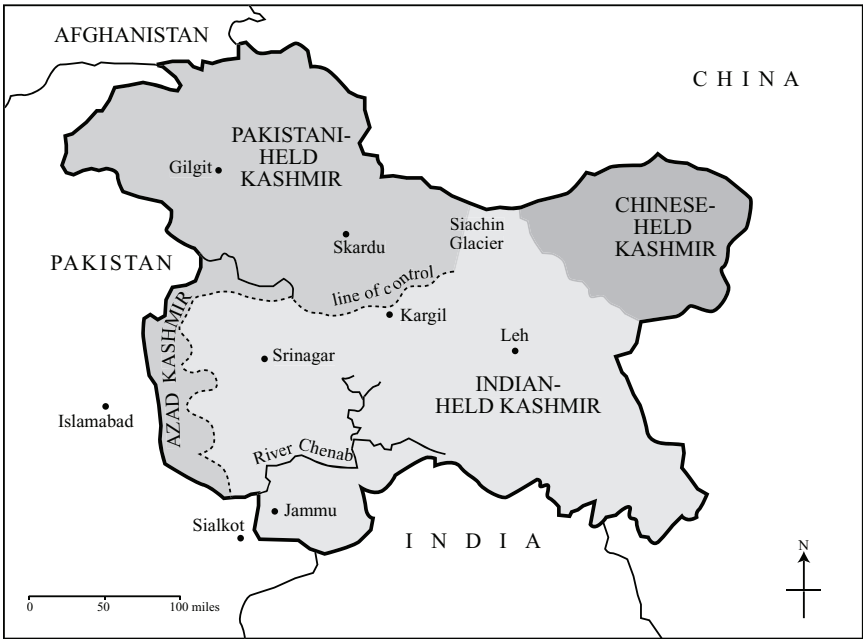 AFGHANISTAN
CHINA
PAKISTANI-
HELD
KASHMIR
Gilgit
CHINESE-
HELD
KASHMIR
Siachin
Glacier
Skardu
PAKISTAN
line of control
Kargil
AZAD KASHMIR
Srinagar
Leh
INDIAN-
HELD KASHMIR
Islamabad
River Chenab
Jammu
Sialkot
INDIA
N
0 50 100 miles